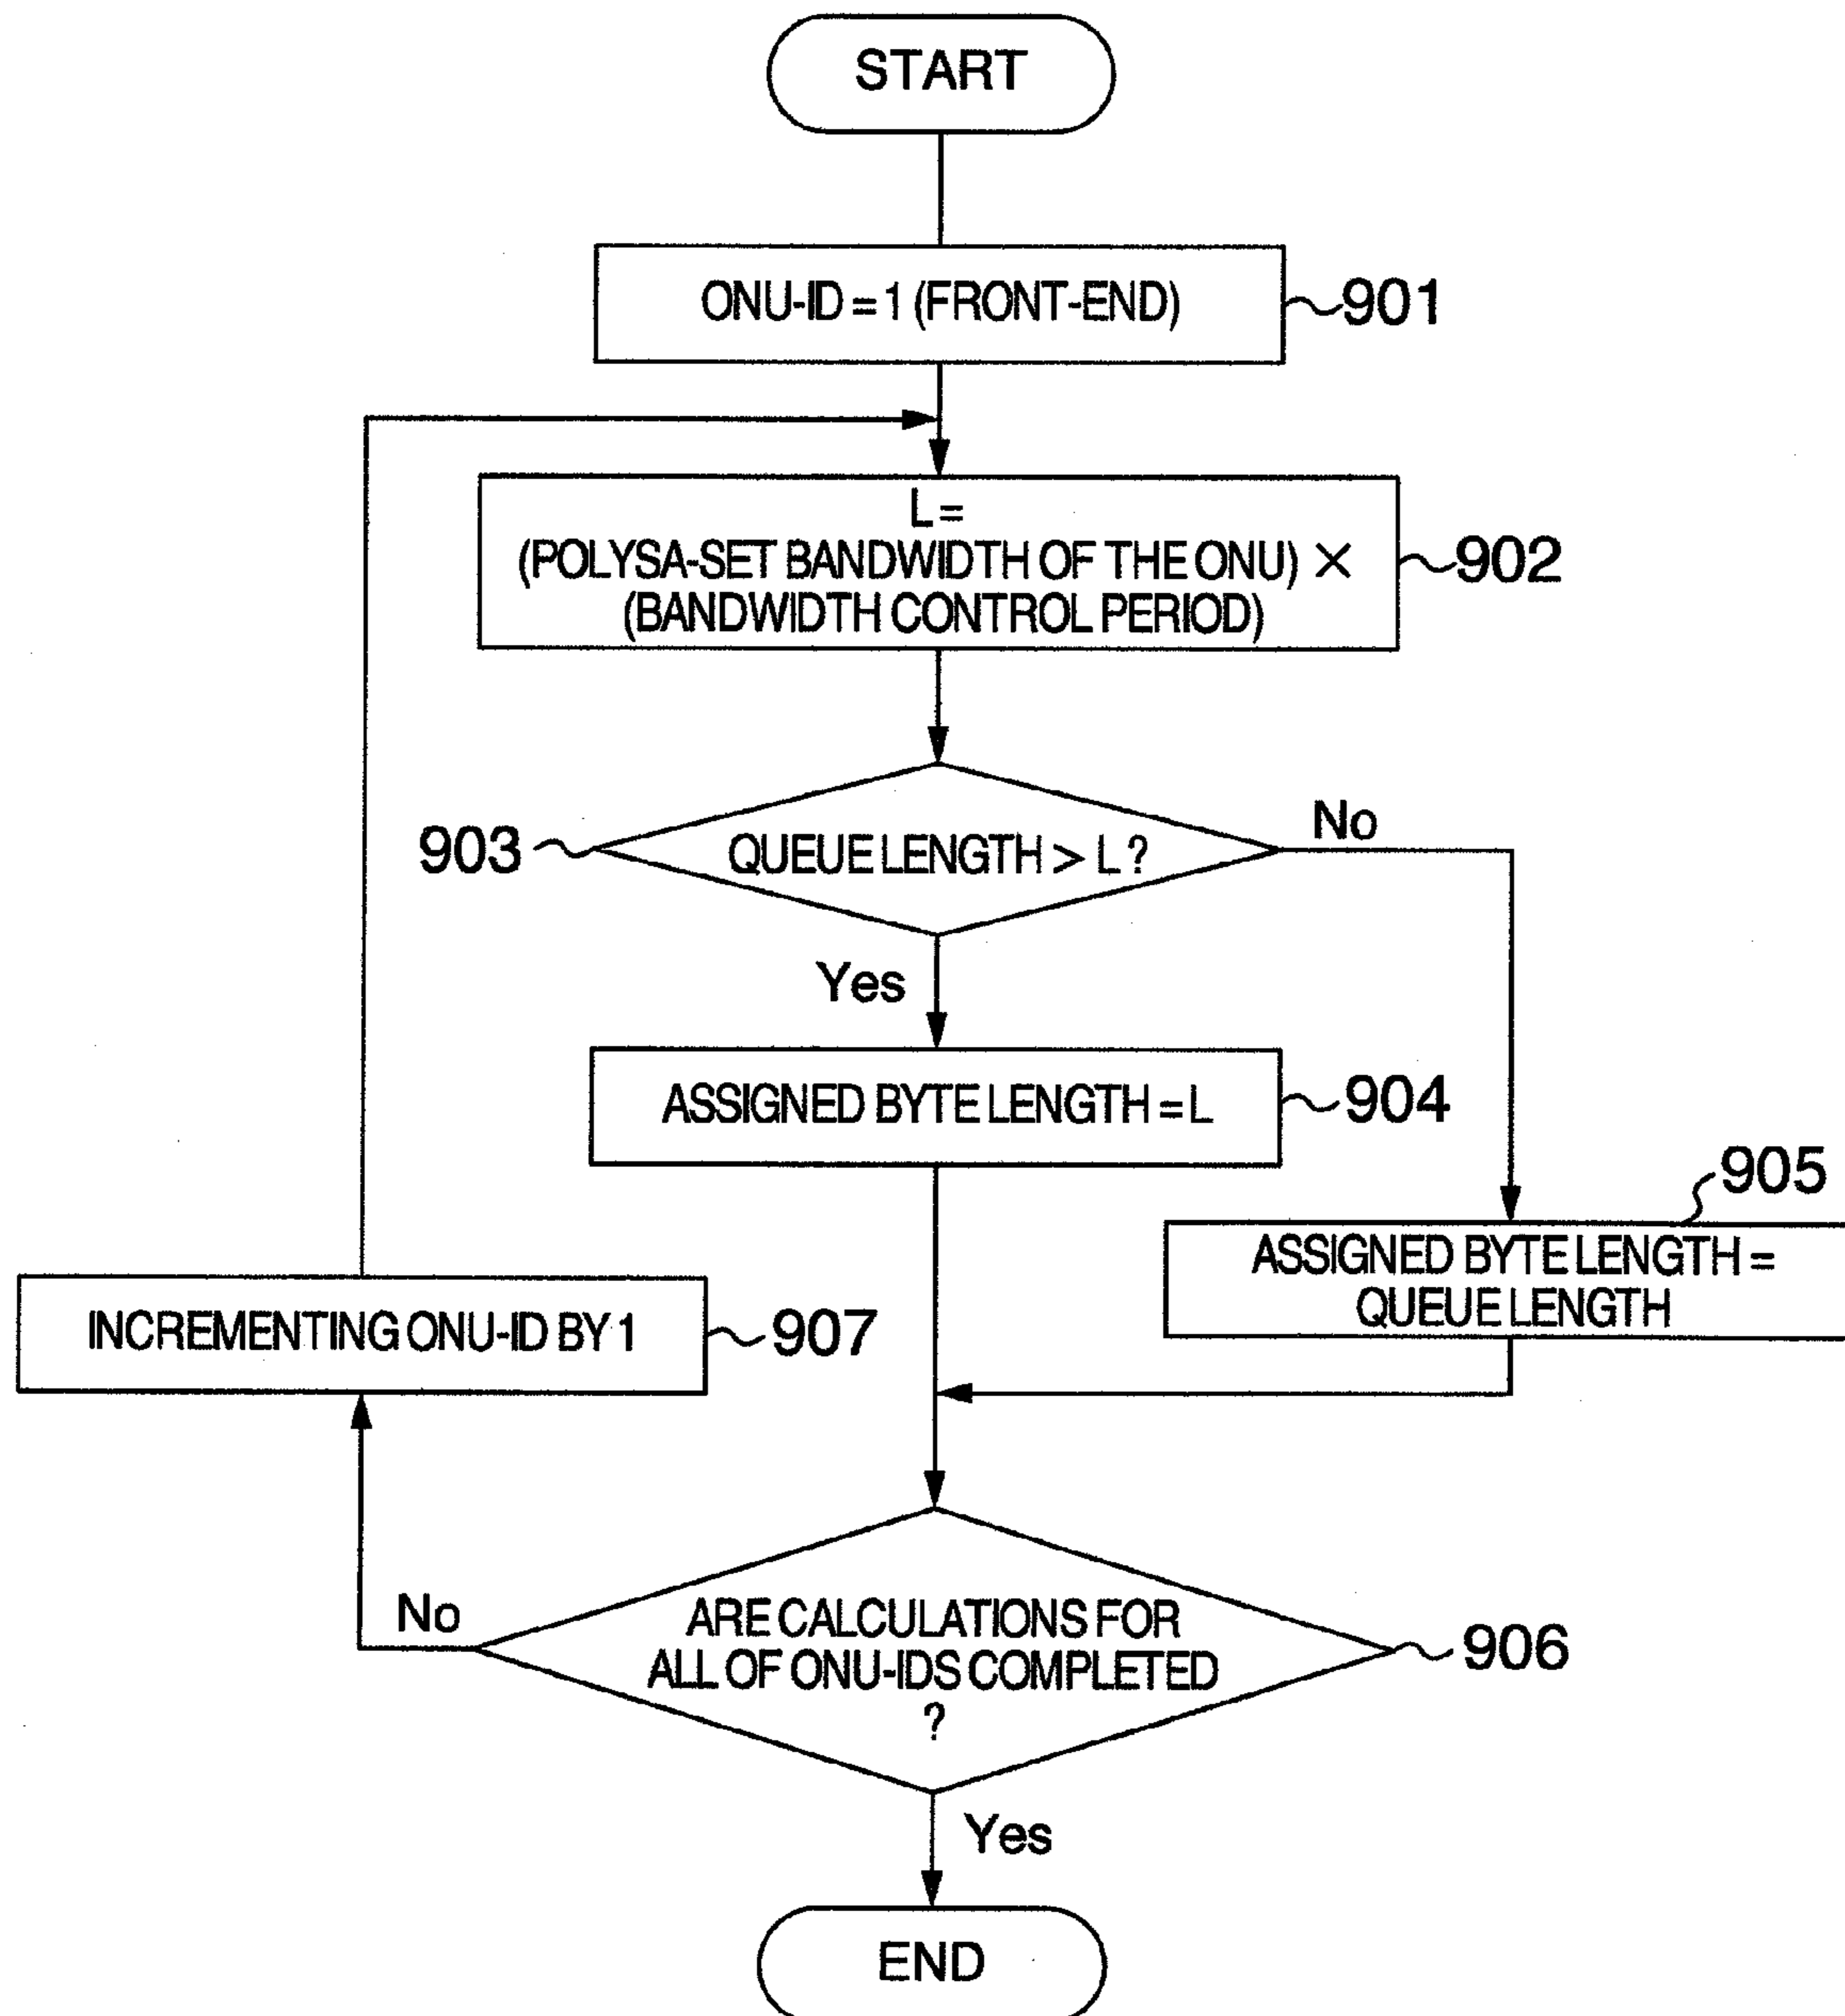 START
ONU-ID = 1 (FRONT-END)
901
L =
(POLYSA-SET BANDWIDTH OF THE ONU) ×
(BANDWIDTH CONTROL PERIOD)
902
903
QUEUE LENGTH > L ?
No
Yes
ASSIGNED BYTE LENGTH = L
904
905
ASSIGNED BYTE LENGTH =
QUEUE LENGTH
INCREMENTING ONU-ID BY 1
907
No
ARE CALCULATIONS FOR
ALL OF ONU-IDS COMPLETED
?
906
Yes
END